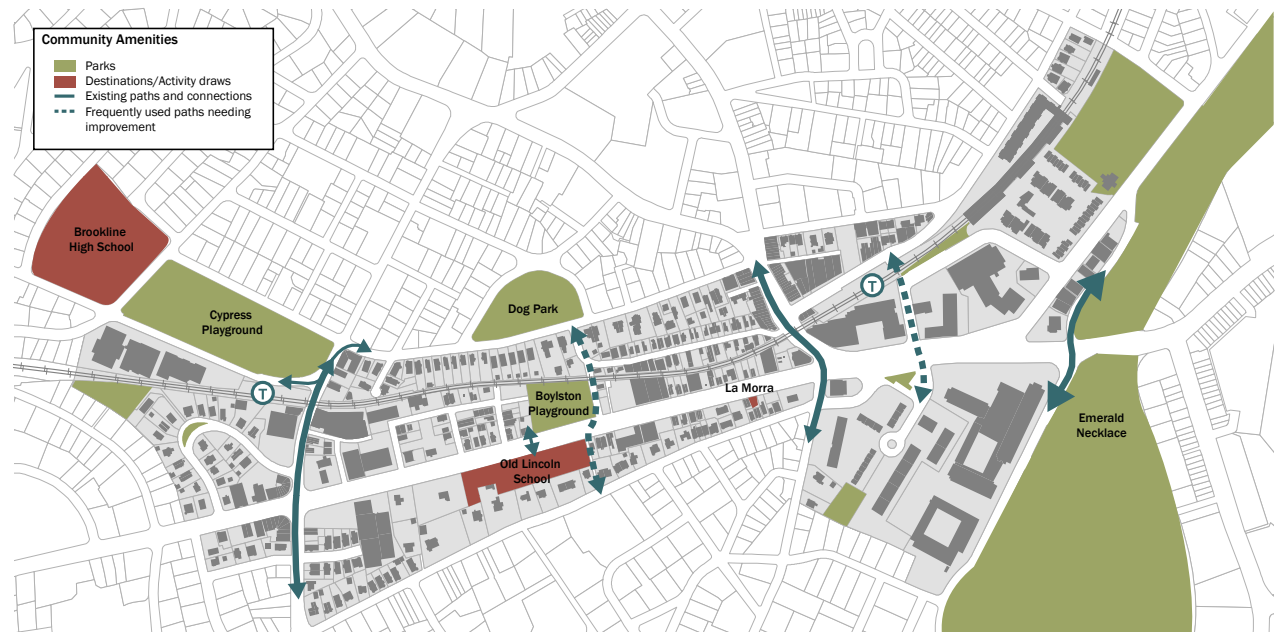 Community Amenities
Parks
Destinations/Activity draws
Existing paths and connections
Frequently used paths needing
improvement
Brookline
High School
Cypress
Playground
Dog Park
T
T
Boylston
Playground
La Morra
Old Lincoln
School
Emerald
Necklace